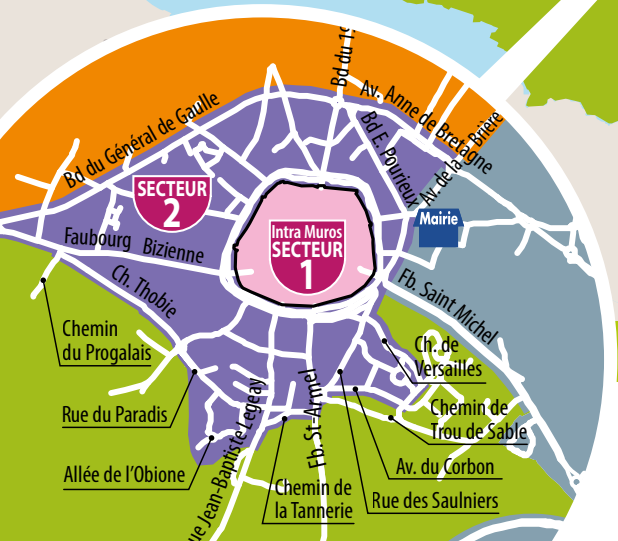 Bd du 1
Av. Anne de Bretagne
Bd du Général de Gaulle
Bd E. Pourieux
Av. de la Brière
SECTEUR
2
Mairie
Intra Muros
SECTEUR
1
Faubourg Bizienne
Ch. Thobie
Fb. Saint Michel
Chemin
du Progalais
Ch. de
Versailles
Rue du Paradis
Chemin de
Trou de Sable
Allée de l'Obione
ue Jean-Baptiste Legeay
Fb. St-Armel
Av. du Corbon
Chemin de
la Tannerie
Rue des Saulniers